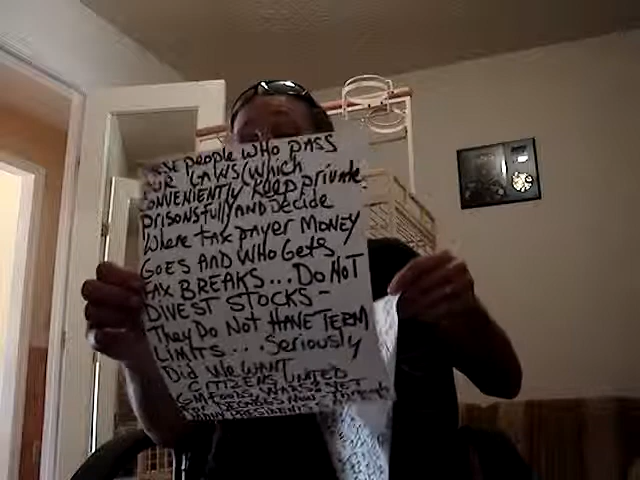 people who pass
our laws (which
conveniently keep private
prisons full) and decide
where tax payer money
goes and who gets
tax breaks... Do not
divest stocks -
They do not have term
limits... Seriously
Did we want
Citizens United
GM Foods